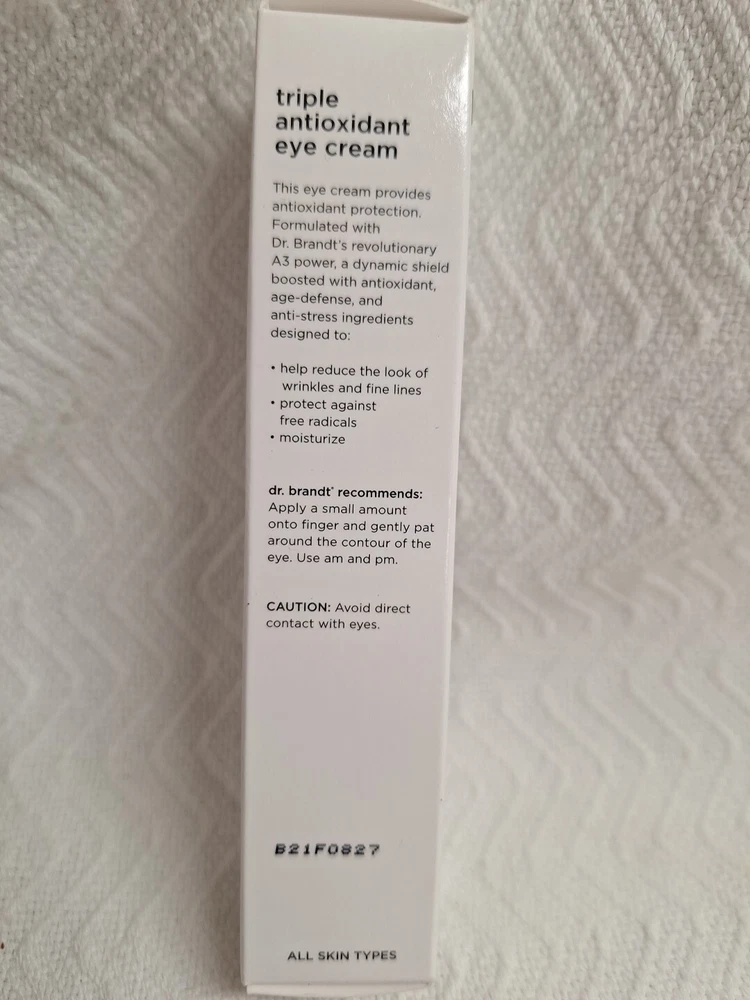 triple
antioxidant
eye cream
This eye cream provides
antioxidant protection.
Formulated with
Dr. Brandt's revolutionary
A3 power, a dynamic shield
boosted with antioxidant,
age-defense, and
anti-stress ingredients
designed to:
• help reduce the look of
wrinkles and fine lines
• protect against
free radicals
• moisturize
dr. brandt® recommends:
Apply a small amount
onto finger and gently pat
around the contour of the
eye. Use am and pm.
CAUTION: Avoid direct
contact with eyes.
B21F0827
ALL SKIN TYPES